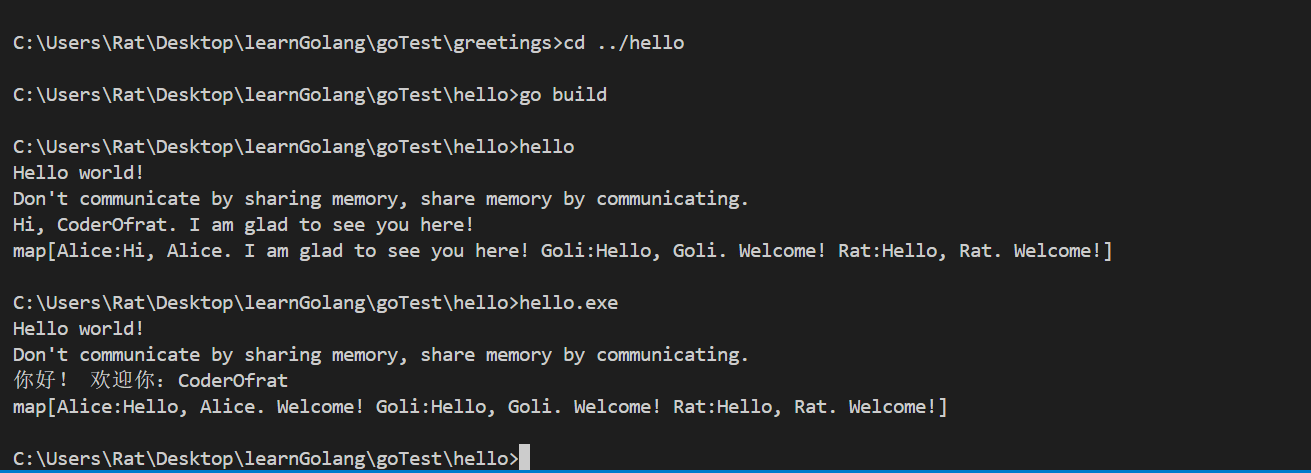 C:\Users\Rat\Desktop\learnGolang\goTest\greetings>cd ../hello
C:\Users\Rat\Desktop\learnGolang\goTest\hello>go build
C:\Users\Rat\Desktop\learnGolang\goTest\hello>hello
Hello world!
Don't communicate by sharing memory, share memory by communicating.
Hi, CoderOfrat. I am glad to see you here!
map[Alice:Hi, Alice. I am glad to see you here! Goli:Hello, Goli. Welcome! Rat:Hello, Rat. Welcome!]
C:\Users\Rat\Desktop\learnGolang\goTest\hello>hello.exe
Hello world!
Don't communicate by sharing memory, share memory by communicating.
你好！ 欢迎你：CoderOfrat
map[Alice:Hello, Alice. Welcome! Goli:Hello, Goli. Welcome! Rat:Hello, Rat. Welcome!]
C:\Users\Rat\Desktop\learnGolang\goTest\hello>